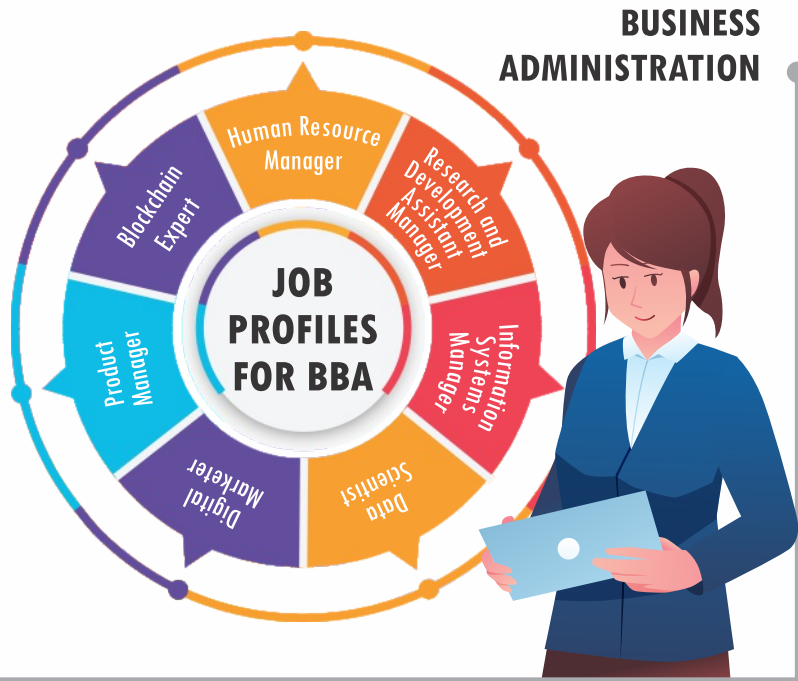 BUSINESS
ADMINISTRATION
JOB
PROFILES
FOR BBA
Human Resource
Manager
Research and
Development
Assistant
Manager
Information
Systems
Manager
Data
Scientist
Digital
Marketer
Product
Manager
Blockchain
Expert